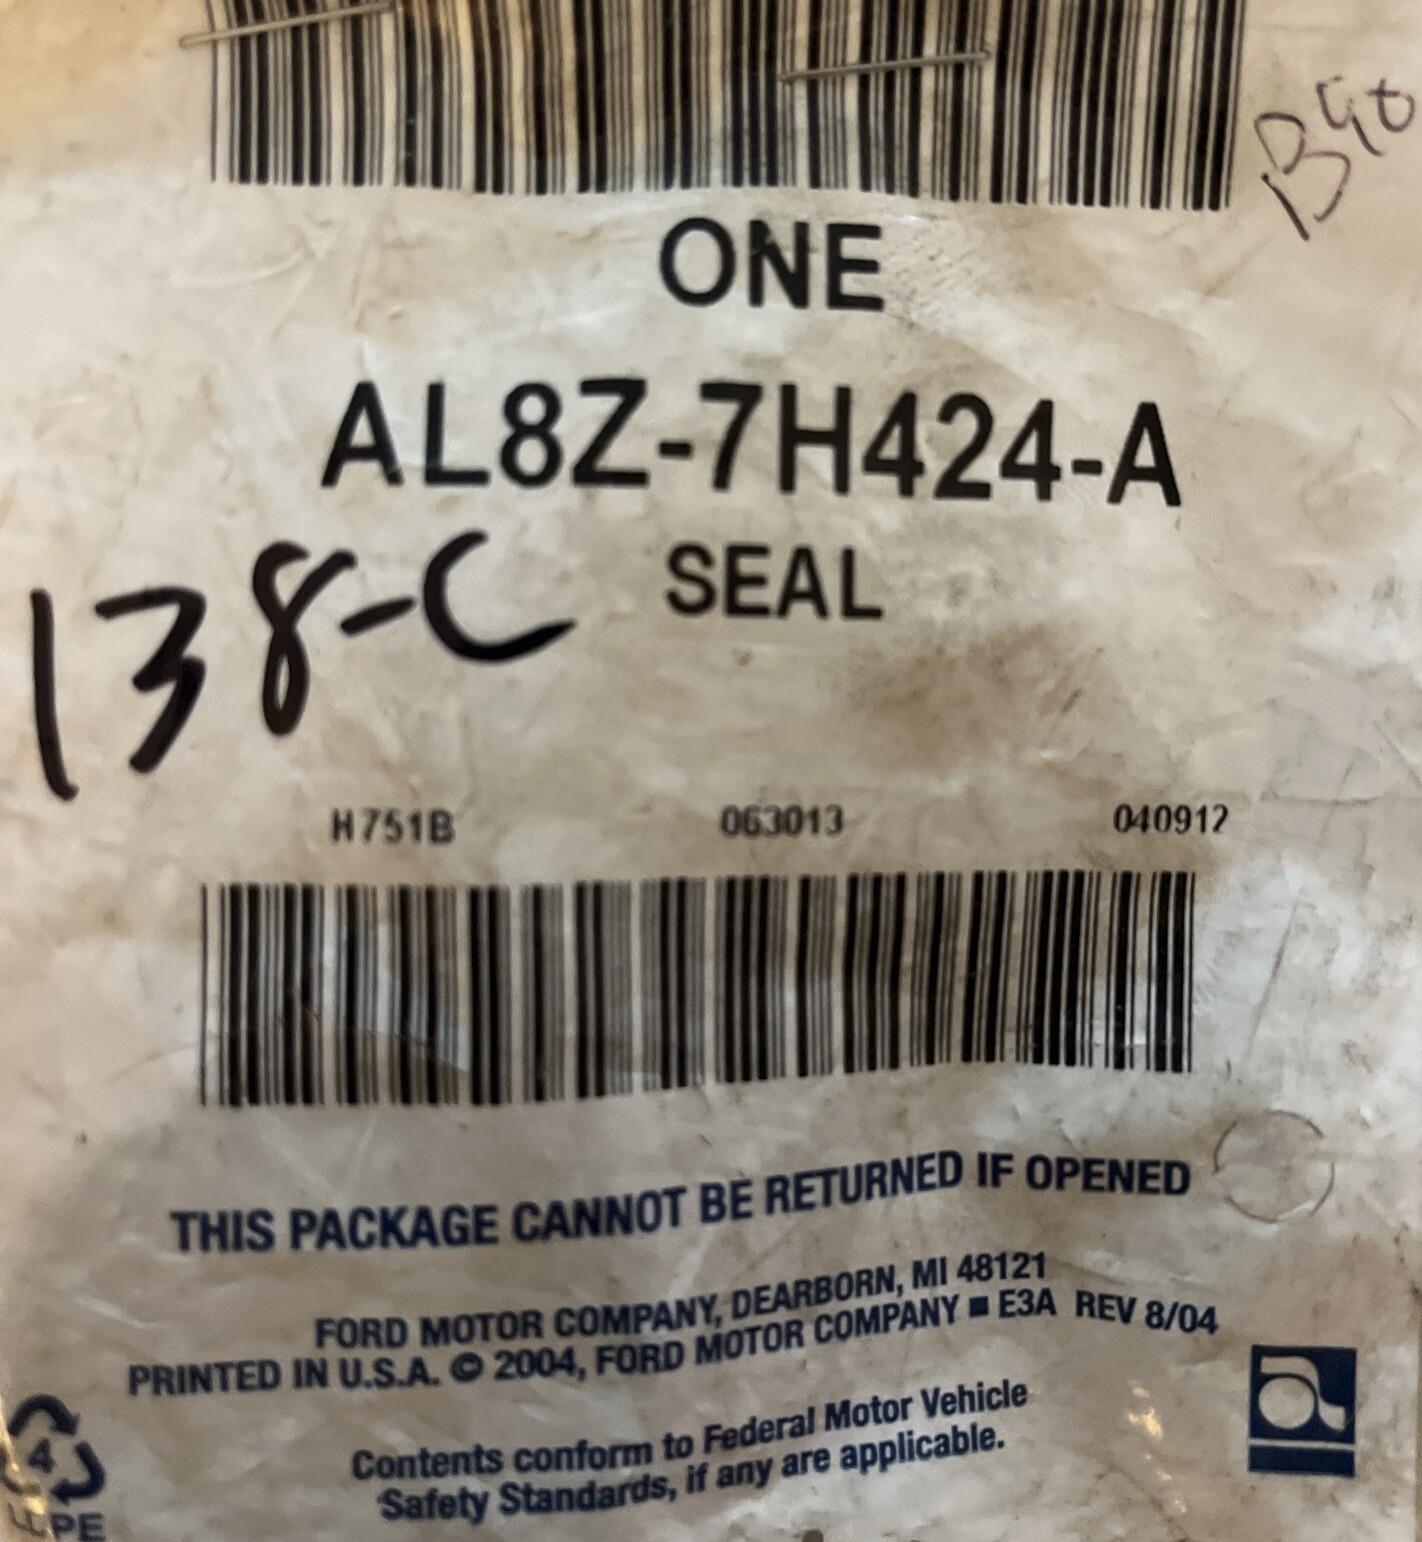 ONE
AL8Z-7H424-A
138-C
SEAL
H751B 063013 040912
THIS PACKAGE CANNOT BE RETURNED IF OPENED
FORD MOTOR COMPANY, DEARBORN, MI 48121
PRINTED IN U.S.A. © 2004, FORD MOTOR COMPANY ■ E3A REV 8/04
Contents conform to Federal Motor Vehicle
Safety Standards, if any are applicable.
4